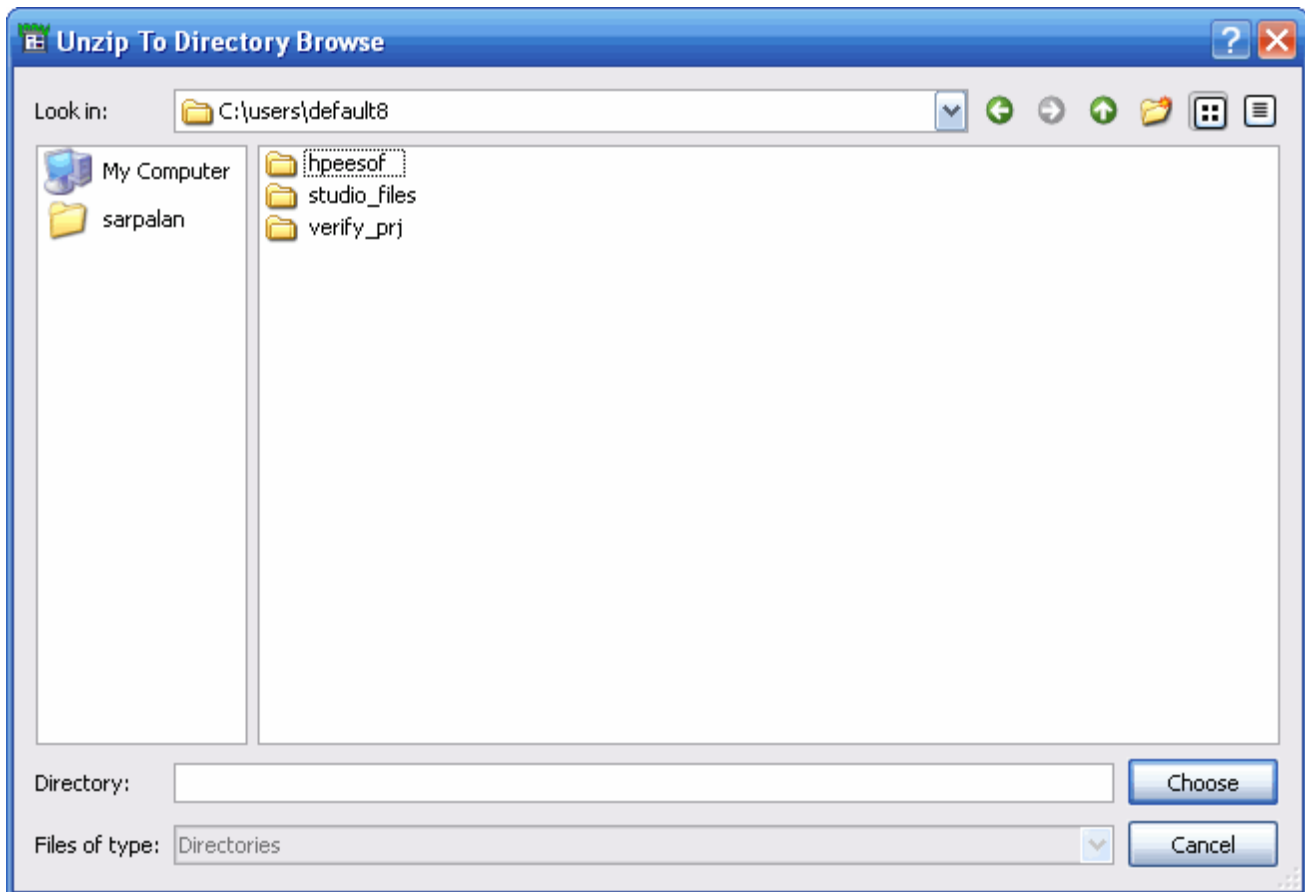 Unzip To Directory Browse
Look in: C:\users\default8
My Computer
sarpalan
hpeesof
studio_files
verify_prj
Directory: Choose
Files of type: Directories Cancel